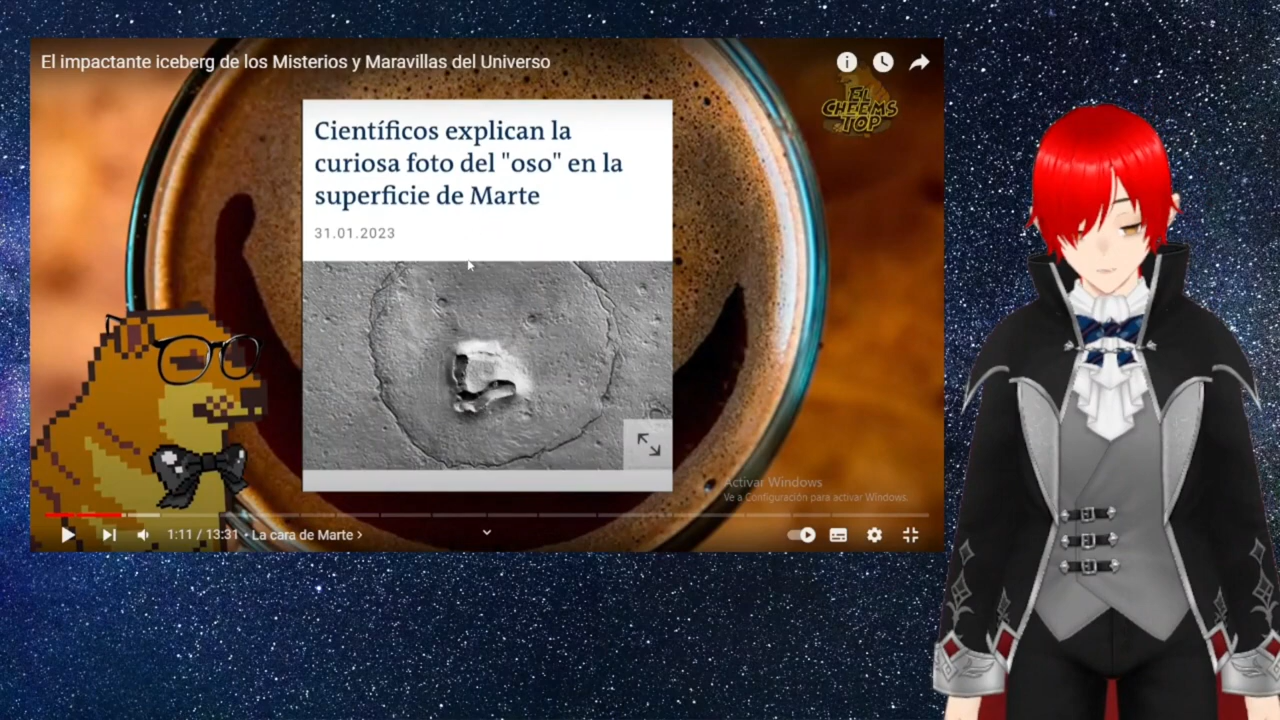 El impactante iceberg de los Misterios y Maravillas del Universo
EL
CHEEMS
TOP
Científicos explican la
curiosa foto del "oso" en la
superficie de Marte
31.01.2023
Activar Windows
Ve a Configuración para activar Windows.
1:11 / 13:31 • La cara de Marte >